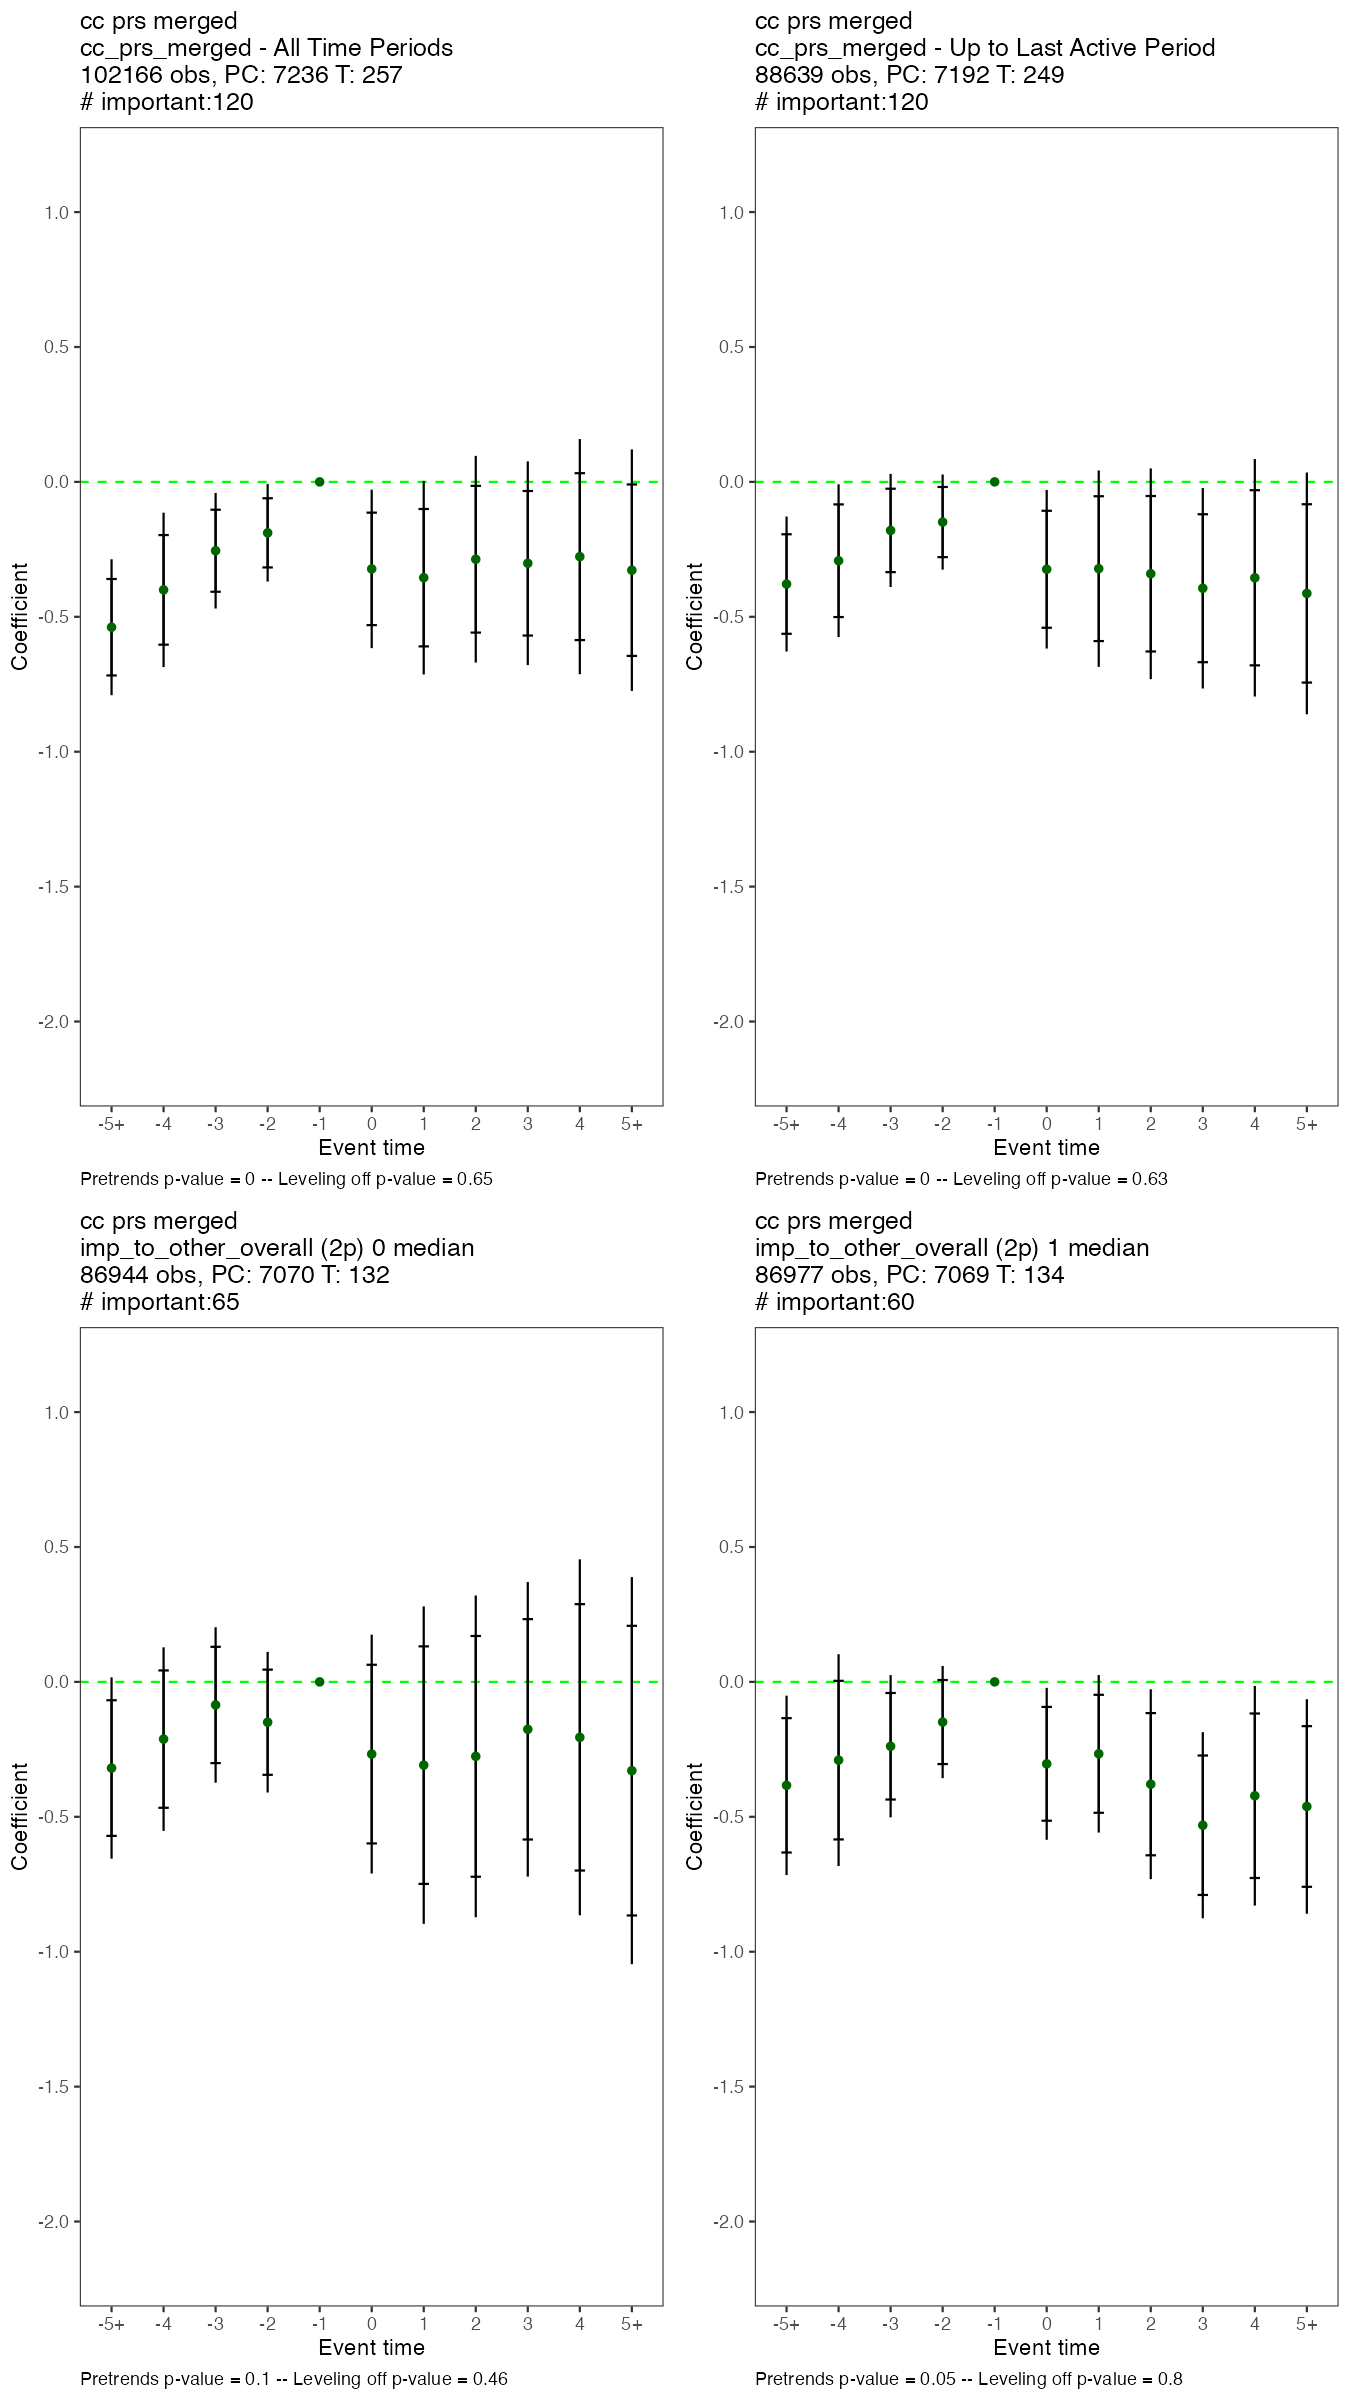 cc prs merged
cc_prs_merged - All Time Periods
102166 obs, PC: 7236 T: 257
# important:120
1.0
0.5
0.0
-0.5
-1.0
-1.5
-2.0
Coefficient
-5+ -4 -3 -2 -1 0 1 2 3 4 5+
Event time
Pretrends p-value = 0 -- Leveling off p-value = 0.65
cc prs merged
cc_prs_merged - Up to Last Active Period
88639 obs, PC: 7192 T: 249
# important:120
1.0
0.5
0.0
-0.5
-1.0
-1.5
-2.0
Coefficient
-5+ -4 -3 -2 -1 0 1 2 3 4 5+
Event time
Pretrends p-value = 0 -- Leveling off p-value = 0.63
cc prs merged
imp_to_other_overall (2p) 0 median
86944 obs, PC: 7070 T: 132
# important:65
1.0
0.5
0.0
-0.5
-1.0
-1.5
-2.0
Coefficient
-5+ -4 -3 -2 -1 0 1 2 3 4 5+
Event time
Pretrends p-value = 0.1 -- Leveling off p-value = 0.46
cc prs merged
imp_to_other_overall (2p) 1 median
86977 obs, PC: 7069 T: 134
# important:60
1.0
0.5
0.0
-0.5
-1.0
-1.5
-2.0
Coefficient
-5+ -4 -3 -2 -1 0 1 2 3 4 5+
Event time
Pretrends p-value = 0.05 -- Leveling off p-value = 0.8